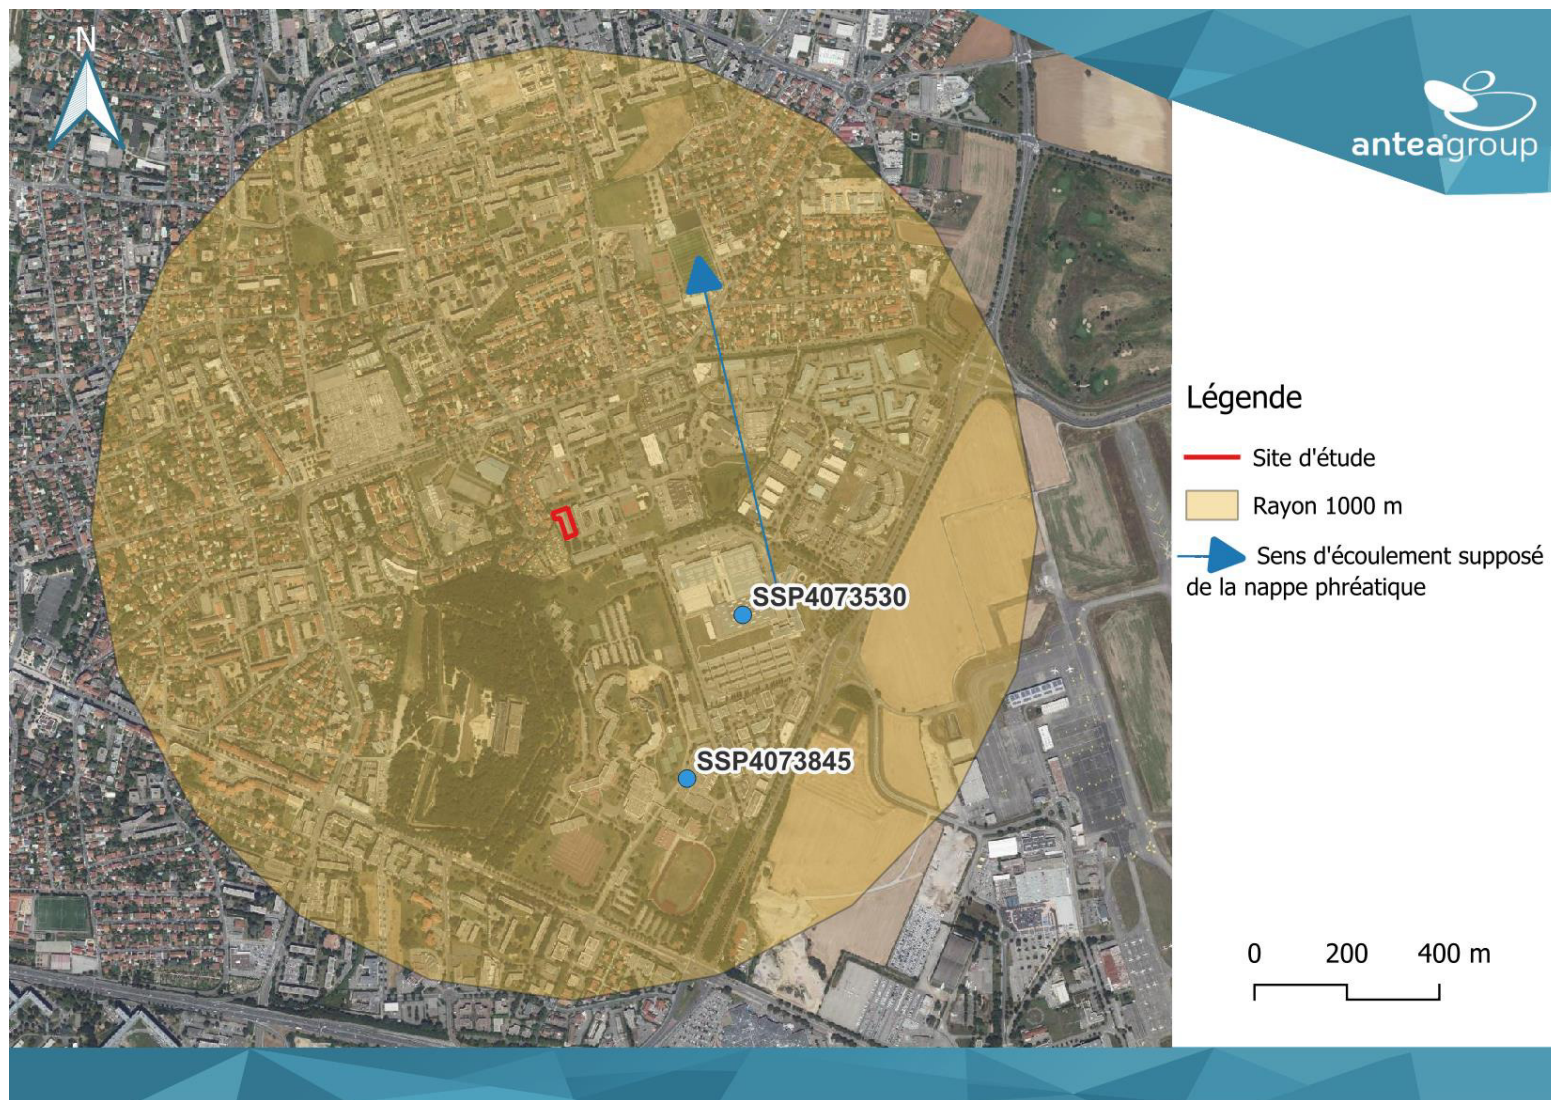 N
anteagroup
Légende
Site d'étude
Rayon 1000 m
Sens d'écoulement supposé
de la nappe phréatique
SSP4073530
SSP4073845
0 200 400 m